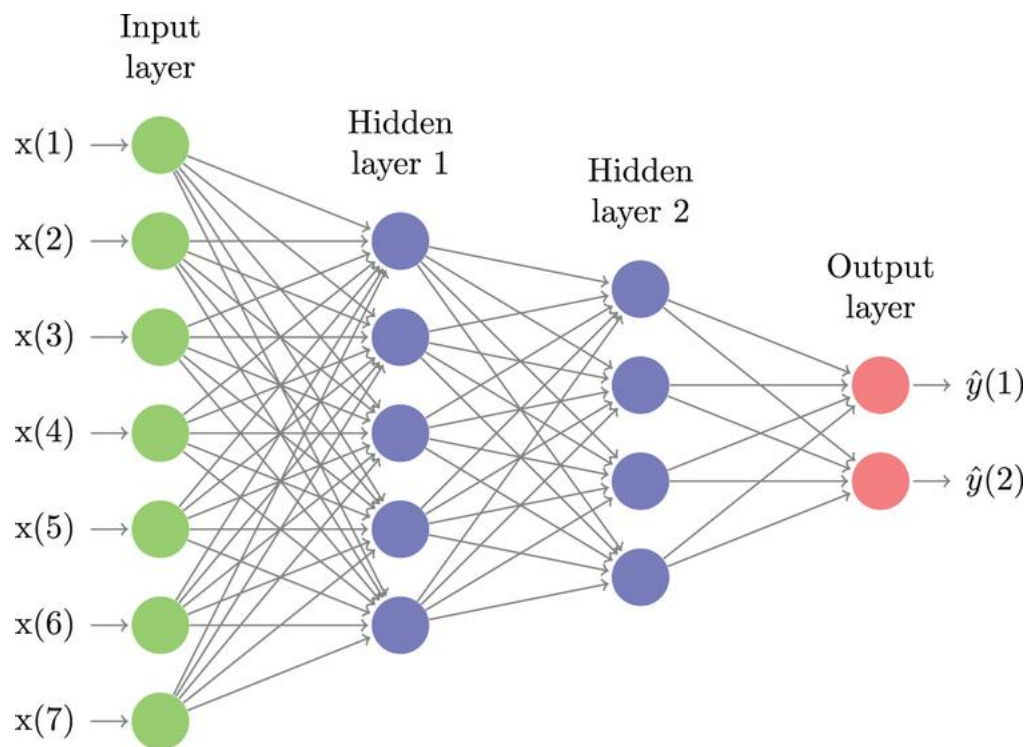 Input
layer
Hidden
layer 1
Hidden
layer 2
Output
layer
x(1)
x(2)
x(3)
x(4)
x(5)
x(6)
x(7)
ŷ(1)
ŷ(2)